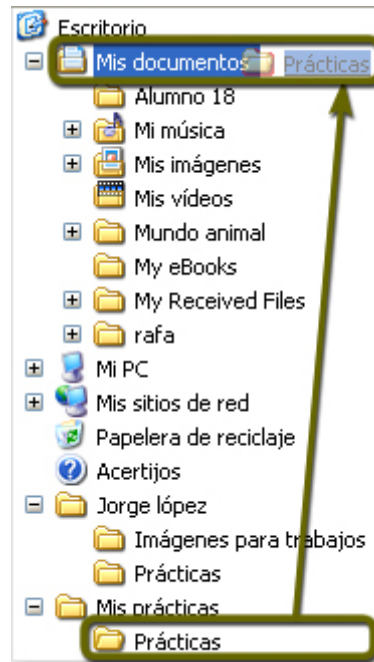 Escritorio
Mis documentos Prácticas
Alumno 18
Mi música
Mis imágenes
Mis vídeos
Mundo animal
My eBooks
My Received Files
rafa
Mi PC
Mis sitios de red
Papelera de reciclaje
Acertijos
Jorge lópez
Imágenes para trabajos
Prácticas
Mis prácticas
Prácticas